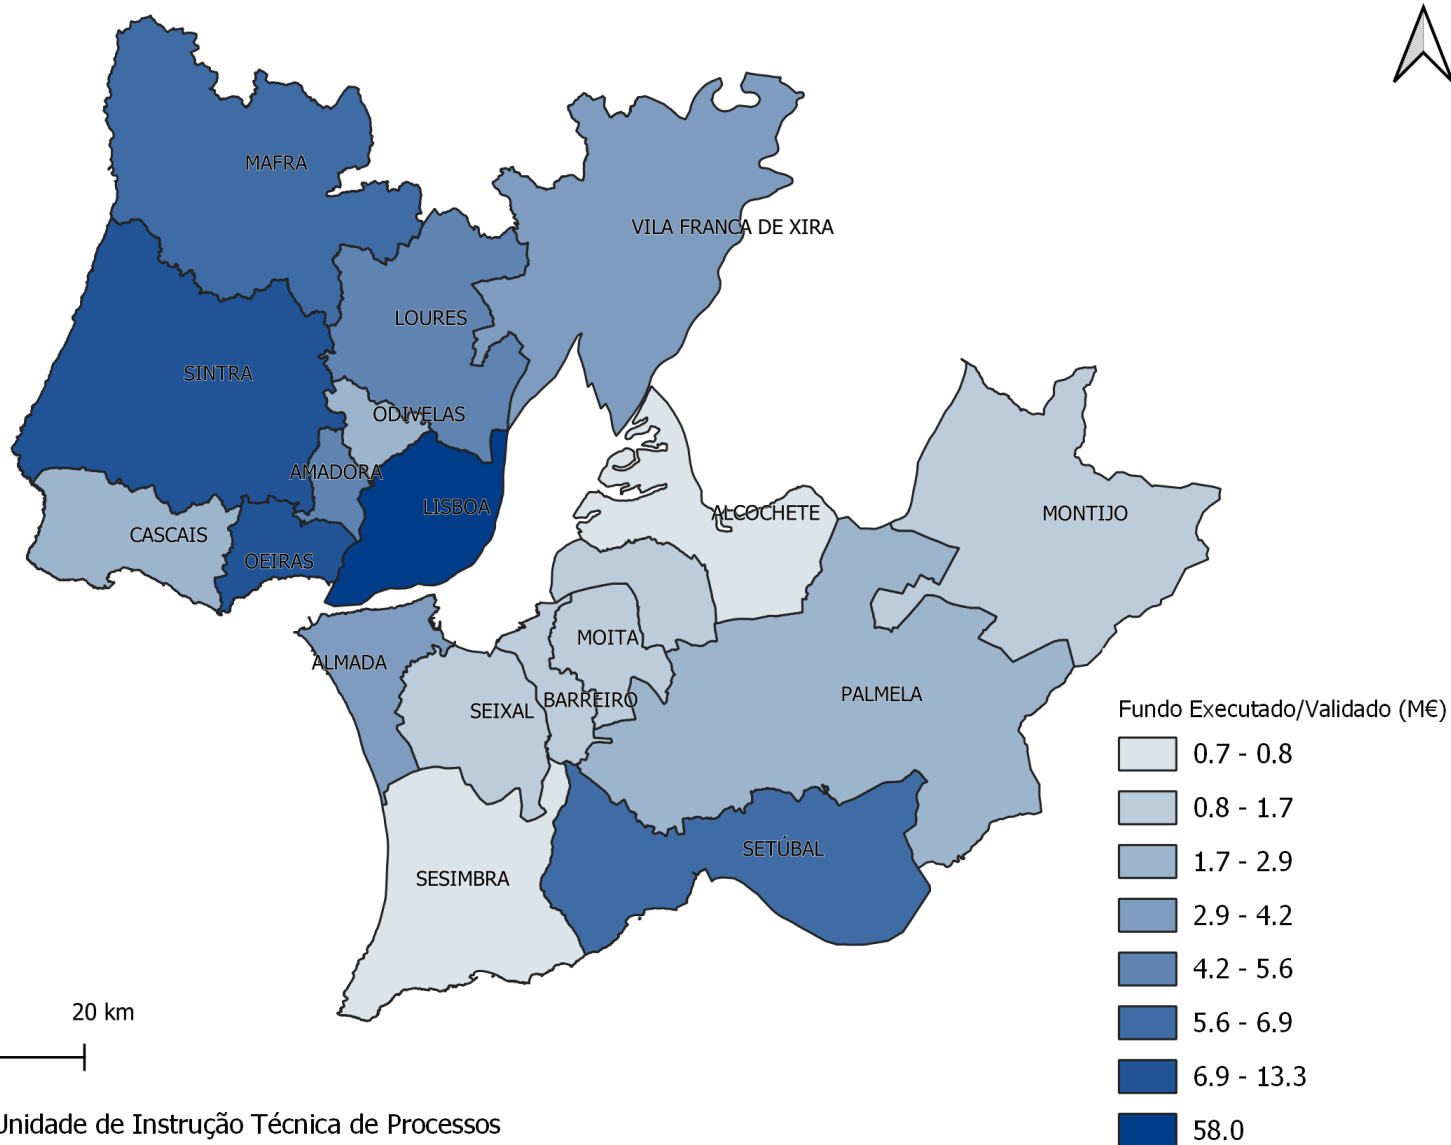 MAFRA
VILA FRANCA DE XIRA
LOURES
SINTRA
ODIVELAS
AMADORA
LISBOA
CASCAIS
OEIRAS
ALCOCHETE
MONTIJO
MOITA
ALMADA
BARREIRO
SEIXAL
PALMELA
SETÚBAL
SESIMBRA
Fundo Executado/Validado (M€)
0.7 - 0.8
0.8 - 1.7
1.7 - 2.9
2.9 - 4.2
4.2 - 5.6
5.6 - 6.9
6.9 - 13.3
58.0
20 km
Unidade de Instrução Técnica de Processos